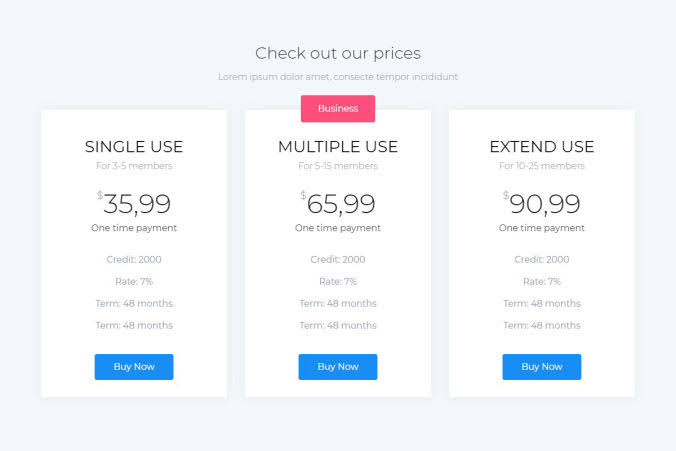 Check out our prices
Lorem ipsum dolor amet, consecte tempor incididunt
SINGLE USE
For 3-5 members
$35,99
One time payment
Credit: 2000
Rate: 7%
Term: 48 months
Term: 48 months
Buy Now
Business
MULTIPLE USE
For 5-15 members
$65,99
One time payment
Credit: 2000
Rate: 7%
Term: 48 months
Term: 48 months
Buy Now
EXTEND USE
For 10-25 members
$90,99
One time payment
Credit: 2000
Rate: 7%
Term: 48 months
Term: 48 months
Buy Now